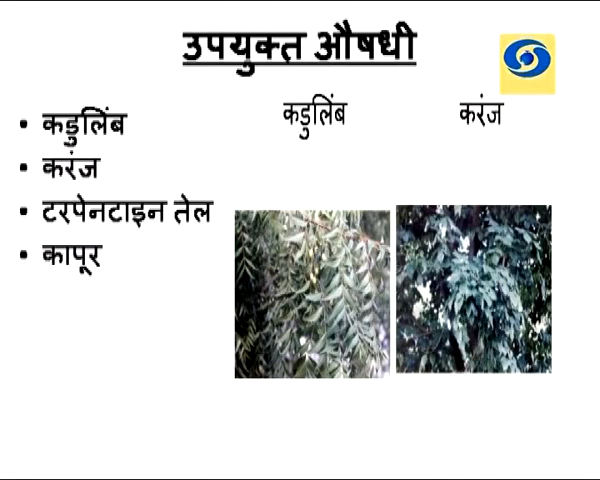 उपयुक्त औषधी
कडुलिंब करंज
• कडुलिंब
• करंज
• टरपेनटाइन तेल
• कापूर